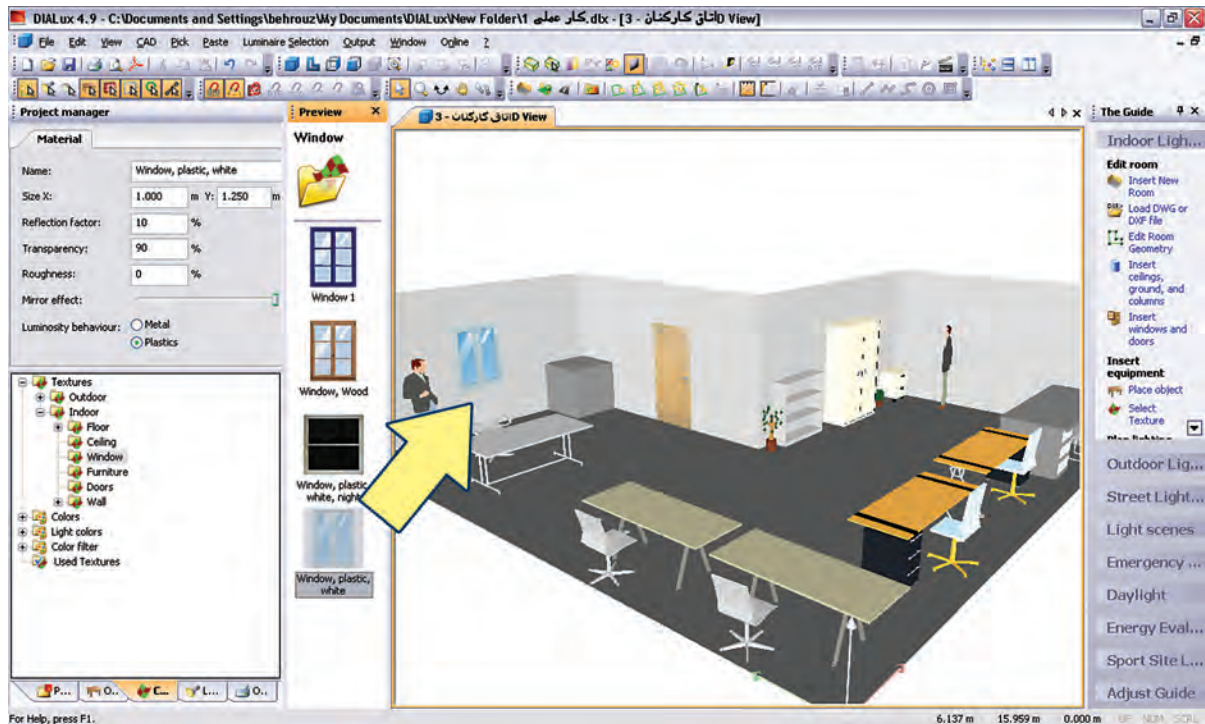 DIALux 4.9 - C:\Documents and Settings\behrouz\My Documents\DIALux\New Folder\1 کار عملی.dlx - [اتاق کارکنان - 3D View]
File Edit View CAD Pick Paste Luminaire Selection Output Window Online ?
Project manager
Material
Name: Window, plastic, white
Size X: 1.000 m Y: 1.250 m
Reflection factor: 10 %
Transparency: 90 %
Roughness: 0 %
Mirror effect:
Luminosity behaviour: Metal
Plastics
Textures
Outdoor
Indoor
Floor
Ceiling
Window
Furniture
Doors
Wall
Colors
Light colors
Color filter
Used Textures
P... O.. C... L... O..
Preview
Window
Window 1
Window, Wood
Window, plastic
white, night
Window, plastic,
white
اتاق کارکنان - 3D View
The Guide
Indoor Ligh...
Edit room
Insert New
Room
Load DWG or
DXF file
Edit Room
Geometry
Insert
ceilings,
ground, and
columns
Insert
windows and
doors
Insert
equipment
Place object
Select
Texture
Outdoor Lig...
Street Light...
Light scenes
Emergency ...
Daylight
Energy Eval...
Sport Site L...
Adjust Guide
For Help, press F1.
6.137 m 15.959 m 0.000 m UF NUM SCRL